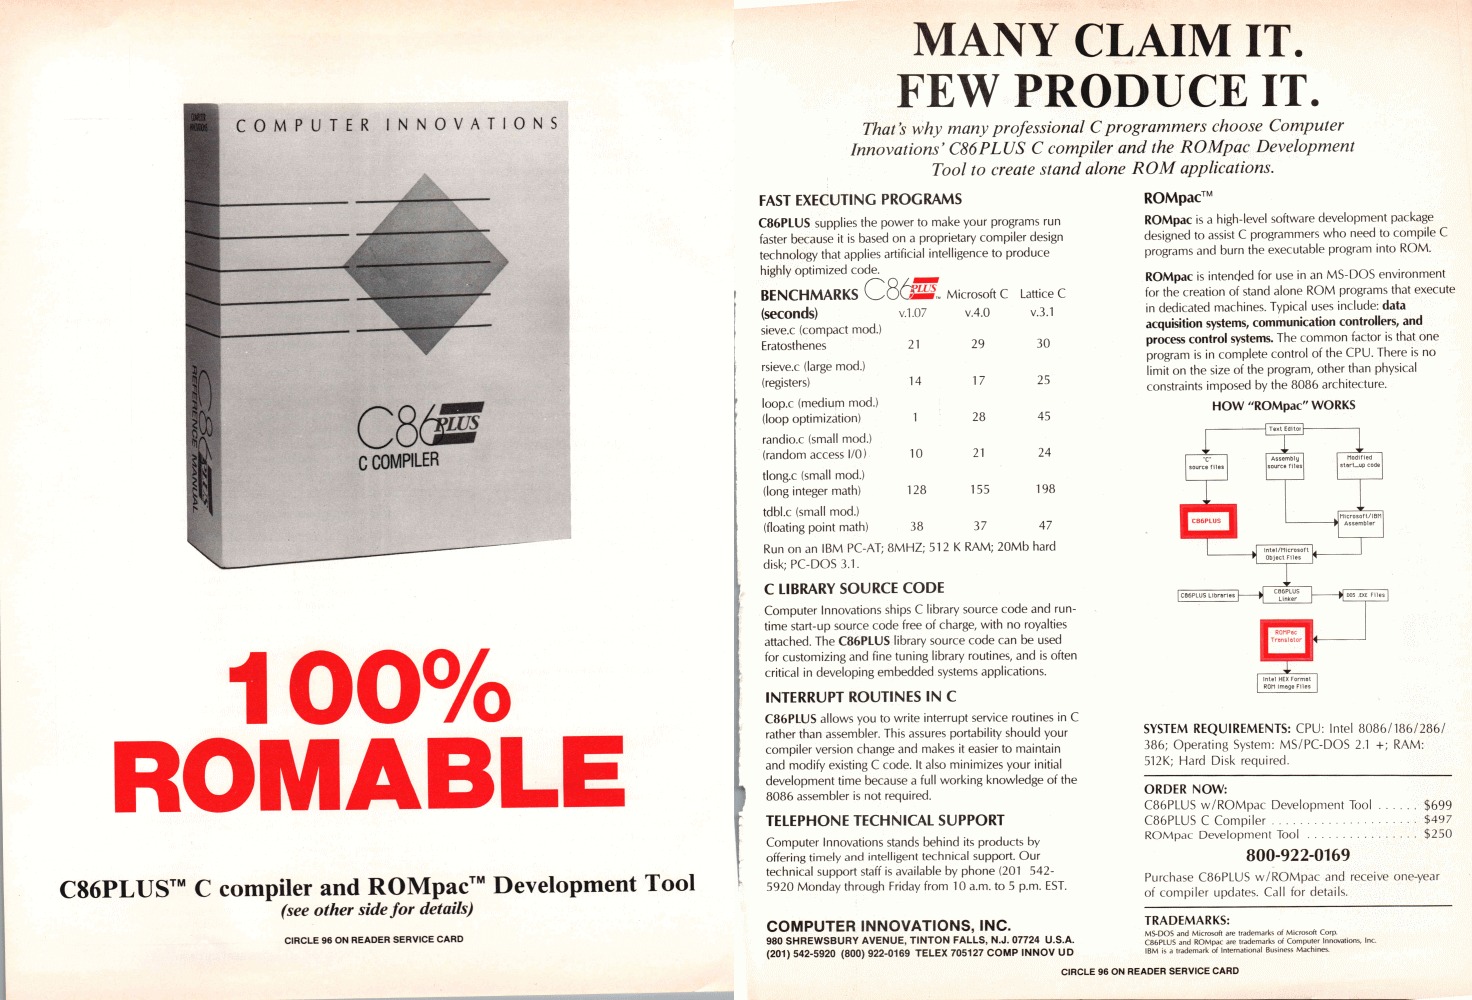 COMPUTER INNOVATIONS
COMPUTER INNOVATIONS
C86 PLUS
REFERENCE MANUAL
C86 PLUS
C COMPILER
100%
ROMABLE
C86PLUS™ C compiler and ROMpac™ Development Tool
(see other side for details)
CIRCLE 96 ON READER SERVICE CARD
MANY CLAIM IT.
FEW PRODUCE IT.
That's why many professional C programmers choose Computer
Innovations' C86PLUS C compiler and the ROMpac Development
Tool to create stand alone ROM applications.
FAST EXECUTING PROGRAMS
C86PLUS supplies the power to make your programs run
faster because it is based on a proprietary compiler design
technology that applies artificial intelligence to produce
highly optimized code.
BENCHMARKS C86 PLUS™ Microsoft C Lattice C
(seconds) v.1.07 v.4.0 v.3.1
sieve.c (compact mod.)
Eratosthenes 21 29 30
rsieve.c (large mod.)
(registers) 14 17 25
loop.c (medium mod.)
(loop optimization) 1 28 45
randio.c (small mod.)
(random access I/0) 10 21 24
tlong.c (small mod.)
(long integer math) 128 155 198
tdbl.c (small mod.)
(floating point math) 38 37 47
Run on an IBM PC-AT; 8MHZ; 512 K RAM; 20Mb hard
disk; PC-DOS 3.1.
C LIBRARY SOURCE CODE
Computer Innovations ships C library source code and run-
time start-up source code free of charge, with no royalties
attached. The C86PLUS library source code can be used
for customizing and fine tuning library routines, and is often
critical in developing embedded systems applications.
INTERRUPT ROUTINES IN C
C86PLUS allows you to write interrupt service routines in C
rather than assembler. This assures portability should your
compiler version change and makes it easier to maintain
and modify existing C code. It also minimizes your initial
development time because a full working knowledge of the
8086 assembler is not required.
TELEPHONE TECHNICAL SUPPORT
Computer Innovations stands behind its products by
offering timely and intelligent technical support. Our
technical support staff is available by phone (201 542-
5920 Monday through Friday from 10 a.m. to 5 p.m. EST.
COMPUTER INNOVATIONS, INC.
980 SHREWSBURY AVENUE, TINTON FALLS, N.J. 07724 U.S.A.
(201) 542-5920 (800) 922-0169 TELEX 705127 COMP INNOV UD
ROMpac™
ROMpac is a high-level software development package
designed to assist C programmers who need to compile C
programs and burn the executable program into ROM.
ROMpac is intended for use in an MS-DOS environment
for the creation of stand alone ROM programs that execute
in dedicated machines. Typical uses include: data
acquisition systems, communication controllers, and
process control systems. The common factor is that one
program is in complete control of the CPU. There is no
limit on the size of the program, other than physical
constraints imposed by the 8086 architecture.
HOW "ROMpac" WORKS
Text Editor
"C"
source files
Assembly
source files
Modified
start_up code
C86PLUS
Microsoft/IBM
Assembler
Intel/Microsoft
Object Files
C86PLUS Libraries
C86PLUS
Linker
DOS .EXE Files
ROMPac
Translator
Intel HEX Format
ROM image Files
SYSTEM REQUIREMENTS: CPU: Intel 8086/186/286/
386; Operating System: MS/PC-DOS 2.1 +; RAM:
512K; Hard Disk required.
ORDER NOW:
C86PLUS w/ROMpac Development Tool ...... $699
C86PLUS C Compiler ..................... $497
ROMpac Development Tool ................ $250
800-922-0169
Purchase C86PLUS w/ROMpac and receive one-year
of compiler updates. Call for details.
TRADEMARKS:
MS-DOS and Microsoft are trademarks of Microsoft Corp.
C86PLUS and ROMpac are trademarks of Computer Innovations, Inc.
IBM is a trademark of International Business Machines.
CIRCLE 96 ON READER SERVICE CARD